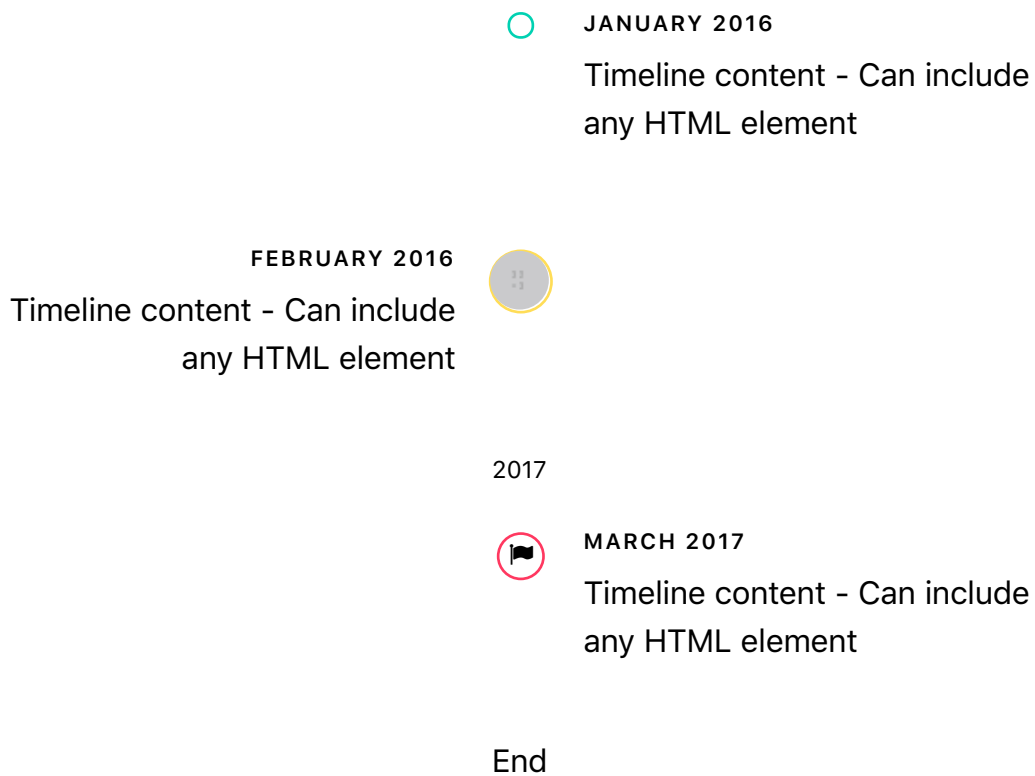 JANUARY 2016
Timeline content - Can include
any HTML element
FEBRUARY 2016
Timeline content - Can include
any HTML element
2017
MARCH 2017
Timeline content - Can include
any HTML element
End